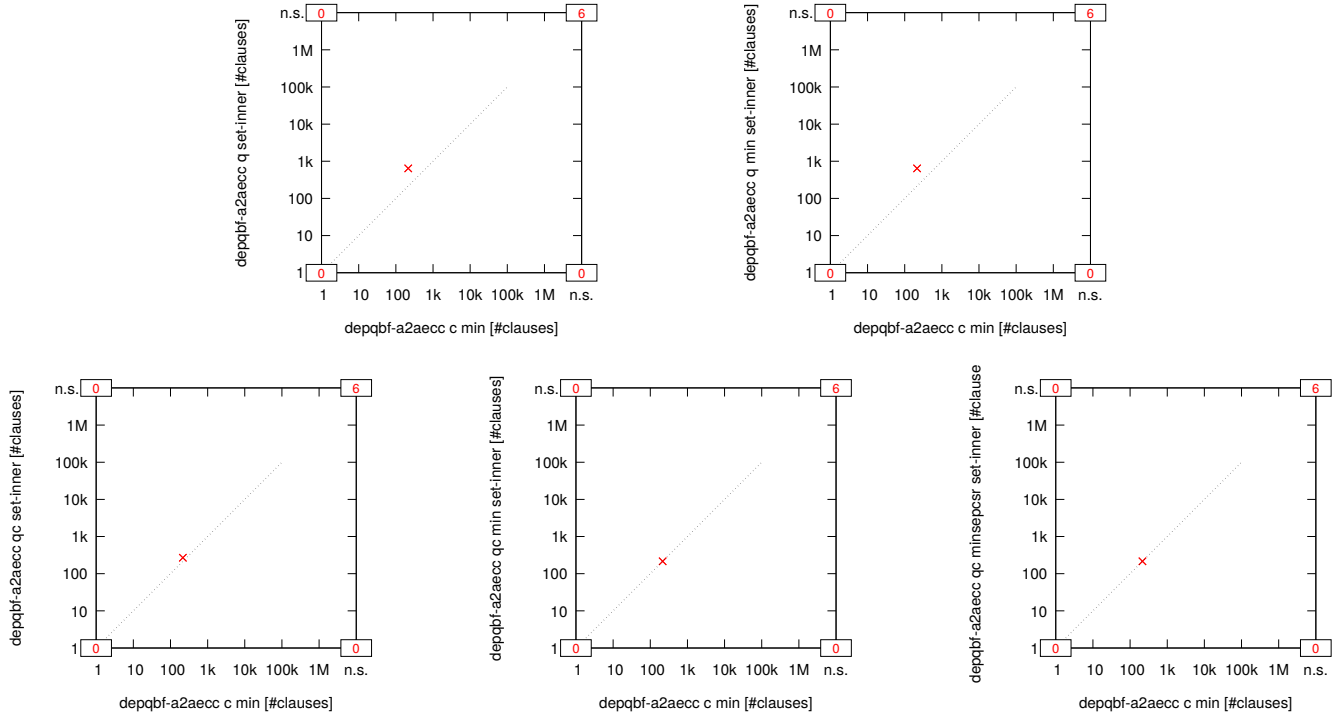 depqbf-a2aecc q set-inner [#clauses]
n.s.
1M
100k
10k
1k
100
10
1
0
6
0
0
1 10 100 1k 10k 100k 1M n.s.
depqbf-a2aecc c min [#clauses]
depqbf-a2aecc q min set-inner [#clauses]
n.s.
1M
100k
10k
1k
100
10
1
0
6
0
0
1 10 100 1k 10k 100k 1M n.s.
depqbf-a2aecc c min [#clauses]
depqbf-a2aecc qc set-inner [#clauses]
n.s.
1M
100k
10k
1k
100
10
1
0
6
0
0
1 10 100 1k 10k 100k 1M n.s.
depqbf-a2aecc c min [#clauses]
depqbf-a2aecc qc min set-inner [#clauses]
n.s.
1M
100k
10k
1k
100
10
1
0
6
0
0
1 10 100 1k 10k 100k 1M n.s.
depqbf-a2aecc c min [#clauses]
depqbf-a2aecc qc minsepcsr set-inner [#clause
n.s.
1M
100k
10k
1k
100
10
1
0
6
0
0
1 10 100 1k 10k 100k 1M n.s.
depqbf-a2aecc c min [#clauses]